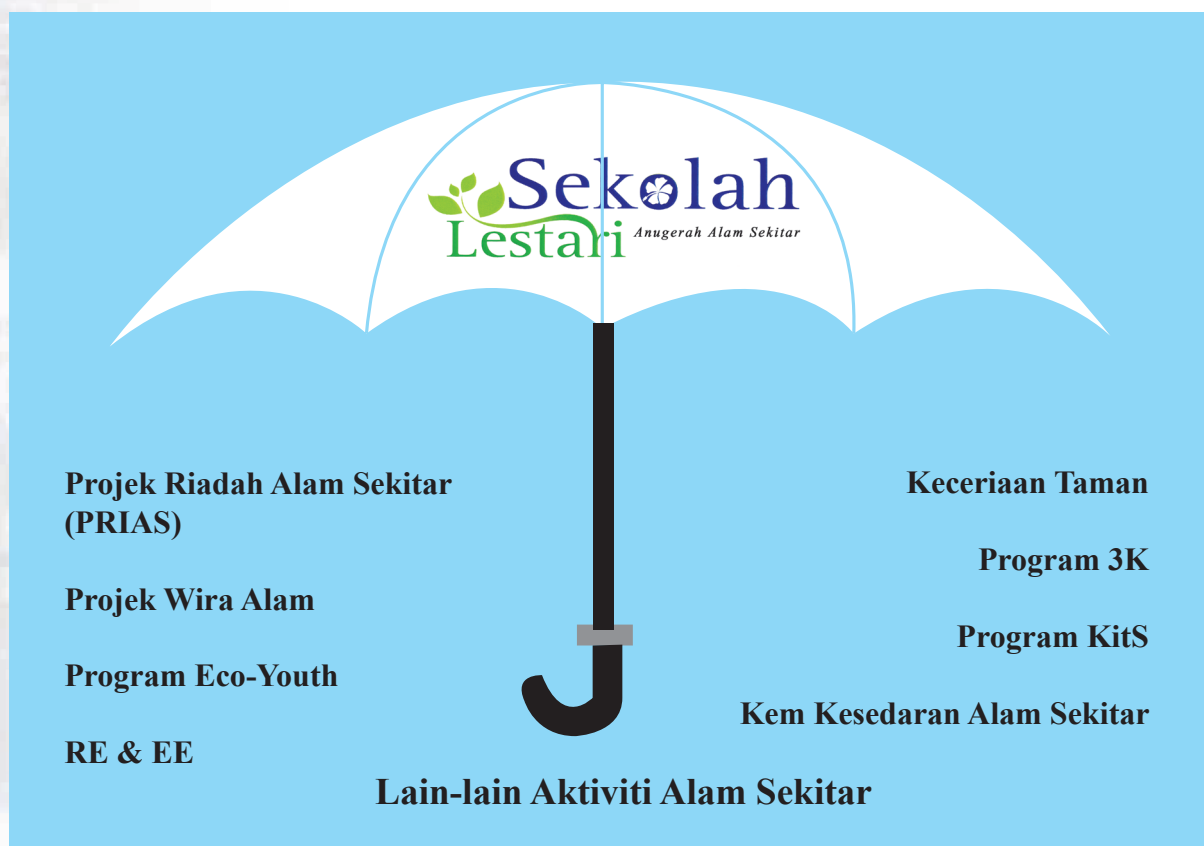 Sekolah
Lestari Anugerah Alam Sekitar
Projek Riadah Alam Sekitar
(PRIAS)
Projek Wira Alam
Program Eco-Youth
RE & EE
Keceriaan Taman
Program 3K
Program KitS
Kem Kesedaran Alam Sekitar
Lain-lain Aktiviti Alam Sekitar